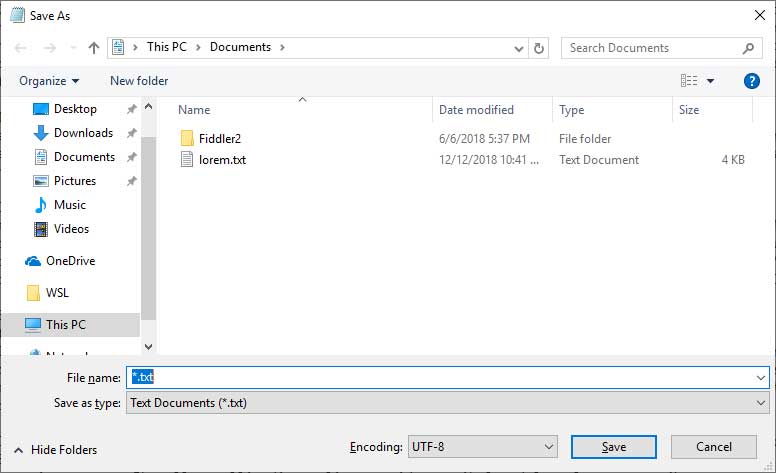 Save As
This PC > Documents >
Search Documents
Organize
New folder
?
Name Date modified Type Size
Desktop
Downloads
Documents
Pictures
Music
Videos
OneDrive
WSL
This PC
Fiddler2 6/6/2018 5:37 PM File folder
lorem.txt 12/12/2018 10:41 ... Text Document 4 KB
File name: *.txt
Save as type: Text Documents (*.txt)
Hide Folders
Encoding: UTF-8
Save
Cancel